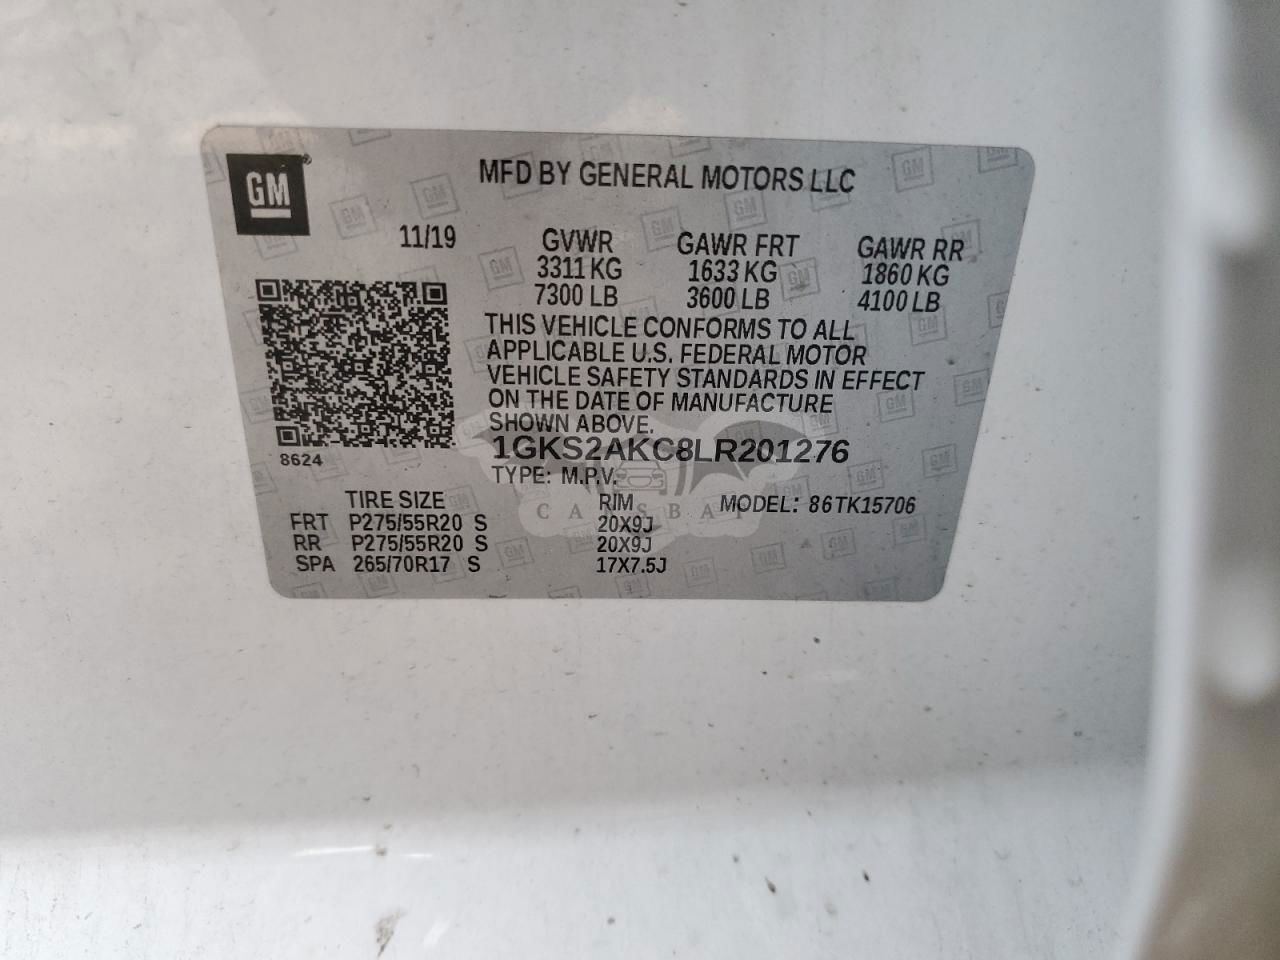 GM
MFD BY GENERAL MOTORS LLC
11/19 GVWR GAWR FRT GAWR RR
3311 KG 1633 KG 1860 KG
7300 LB 3600 LB 4100 LB
THIS VEHICLE CONFORMS TO ALL
APPLICABLE U.S. FEDERAL MOTOR
VEHICLE SAFETY STANDARDS IN EFFECT
ON THE DATE OF MANUFACTURE
SHOWN ABOVE.
8624
1GKS2AKC8LR201276
TYPE: M.P.V.
TIRE SIZE RIM MODEL: 86TK15706
FRT P275/55R20 S 20X9J
RR P275/55R20 S 20X9J
SPA 265/70R17 S 17X7.5J